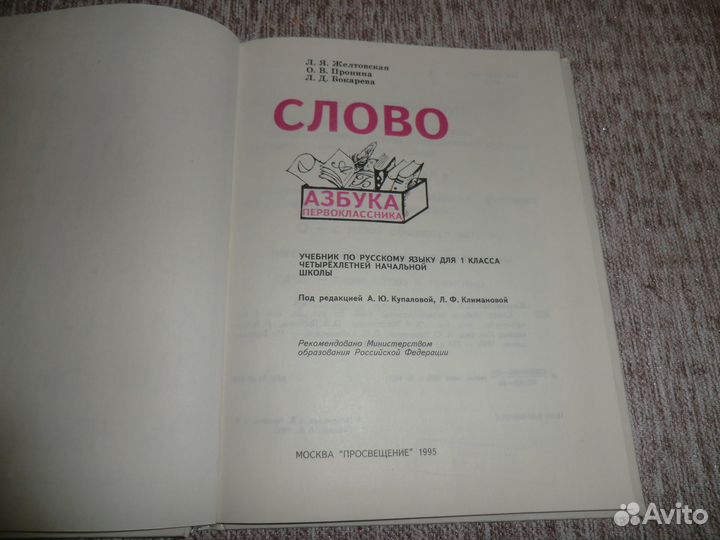 Л. Я. Желтовская
О. В. Пронина
Л. Д. Бокарева
СЛОВО
АЗБУКА
ПЕРВОКЛАССНИКА
УЧЕБНИК ПО РУССКОМУ ЯЗЫКУ ДЛЯ 1 КЛАССА
ЧЕТЫРЁХЛЕТНЕЙ НАЧАЛЬНОЙ
ШКОЛЫ
Под редакцией А. Ю. Купаловой, Л. Ф. Климановой
Рекомендовано Министерством
образования Российской Федерации
МОСКВА "ПРОСВЕЩЕНИЕ" 1995
Avito